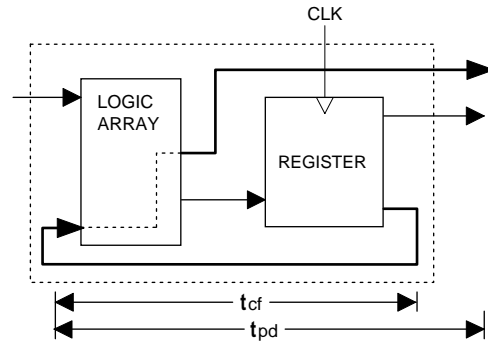 CLK
LOGIC
ARRAY
REGISTER
tcf
tpd